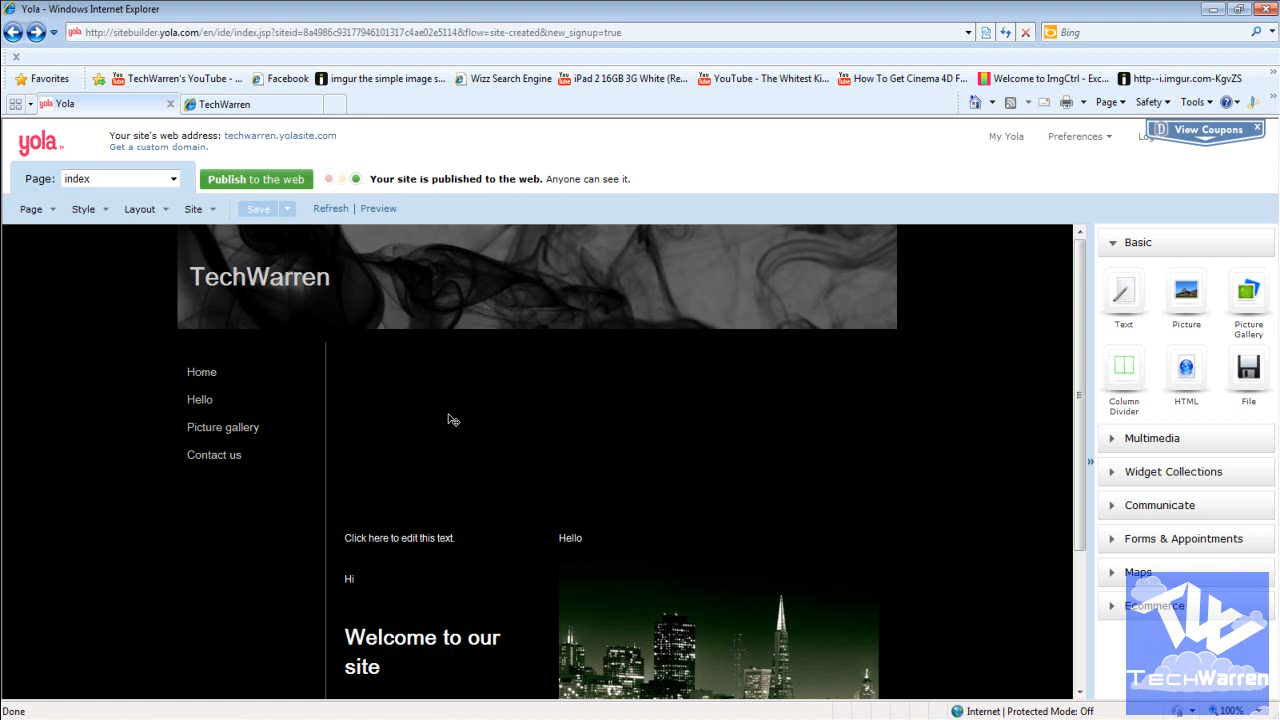 Yola - Windows Internet Explorer
yola http://sitebuilder.yola.com/en/ide/index.jsp?siteid=8a4986c93177946101317c4ae02e5114&flow=site-created&new_signup=true
Bing
x
Favorites
TechWarren's YouTube - ...
Facebook
imgur the simple image s...
Wizz Search Engine
iPad 2 16GB 3G White (Re...
YouTube - The Whitest Ki...
How To Get Cinema 4D F...
Welcome to ImgCtrl - Exc...
http--i.imgur.com-KgvZS
yola Yola
TechWarren
Page
Safety
Tools
yola
Your site's web address: techwarren.yolasite.com
Get a custom domain.
My Yola
Preferences
View Coupons
Page: index
Publish to the web
Your site is published to the web. Anyone can see it.
Page
Style
Layout
Site
Save
Refresh | Preview
TechWarren
Home
Hello
Picture gallery
Contact us
Click here to edit this text.
Hello
Hi
Welcome to our
site
Basic
Text
Picture
Picture
Gallery
Column
Divider
HTML
File
Multimedia
Widget Collections
Communicate
Forms & Appointments
Maps
Ecommerce
TW
TechWarren
Done
Internet | Protected Mode: Off
100%